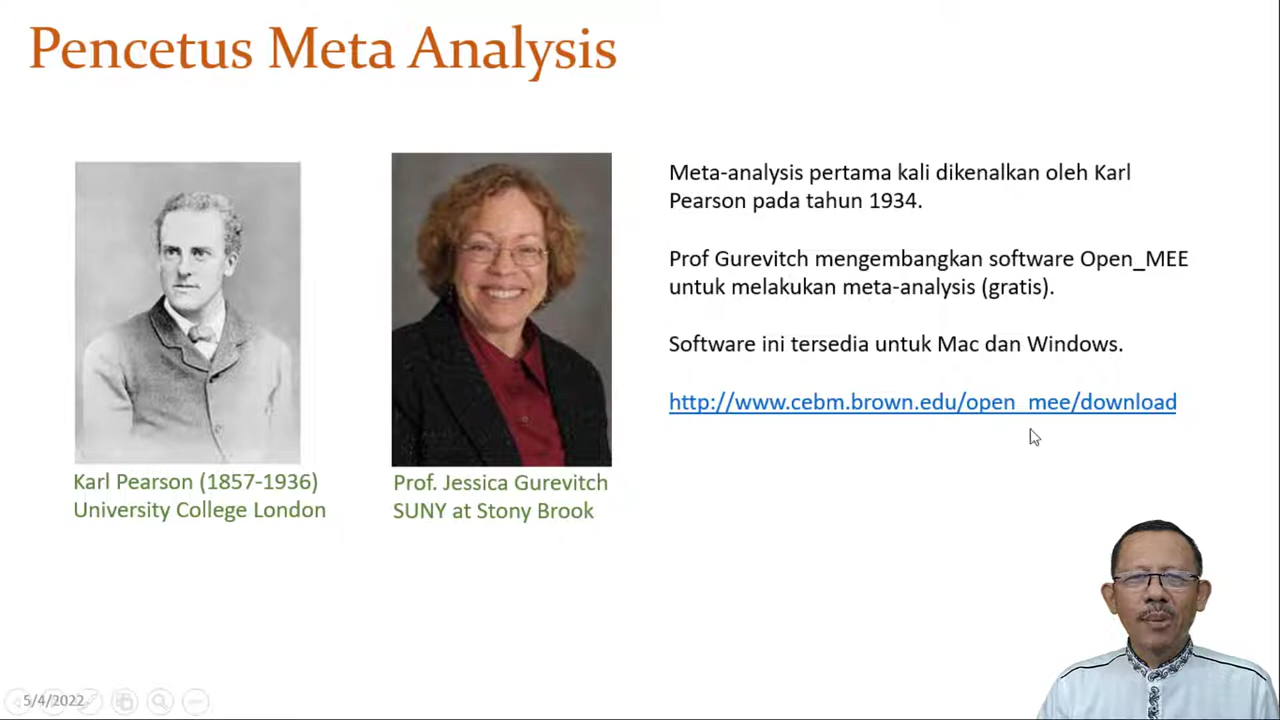 Pencetus Meta Analysis
Meta-analysis pertama kali dikenalkan oleh Karl
Pearson pada tahun 1934.
Prof Gurevitch mengembangkan software Open_MEE
untuk melakukan meta-analysis (gratis).
Software ini tersedia untuk Mac dan Windows.
http://www.cebm.brown.edu/open_mee/download
Karl Pearson (1857-1936)
University College London
Prof. Jessica Gurevitch
SUNY at Stony Brook
5/4/2022